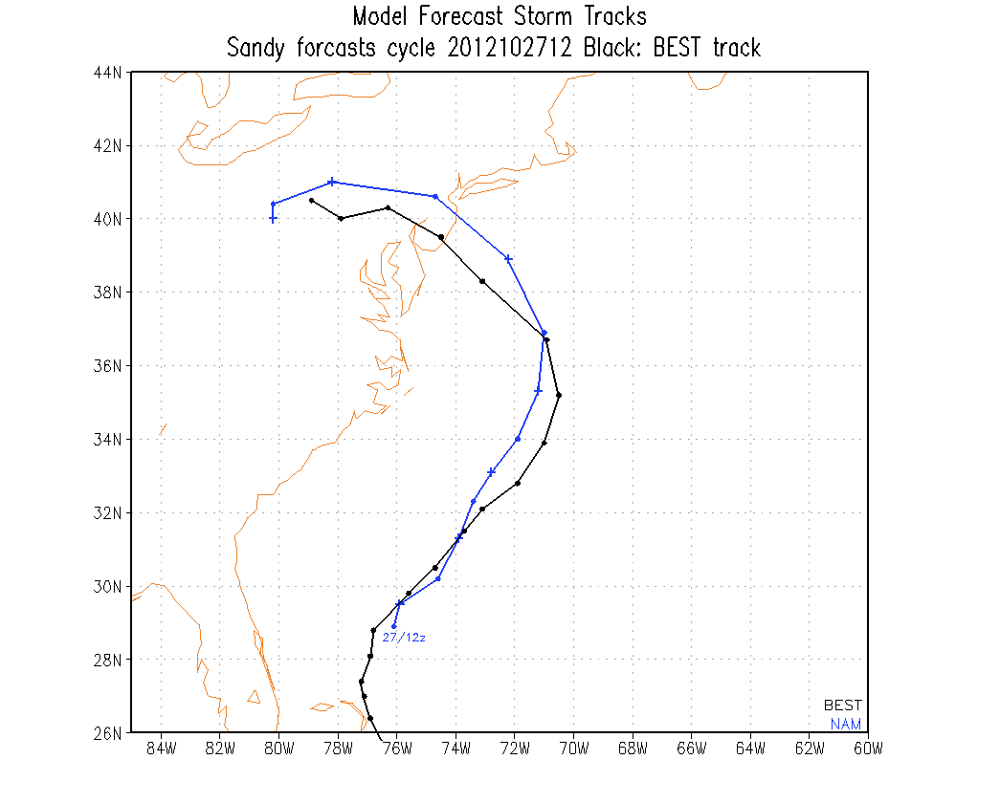 Model Forecast Storm Tracks
Sandy forcasts cycle 2012102712 Black: BEST track
44N
42N
40N
38N
36N
34N
32N
30N
28N
26N
27/12z
BEST
NAM
84W 82W 80W 78W 76W 74W 72W 70W 68W 66W 64W 62W 60W